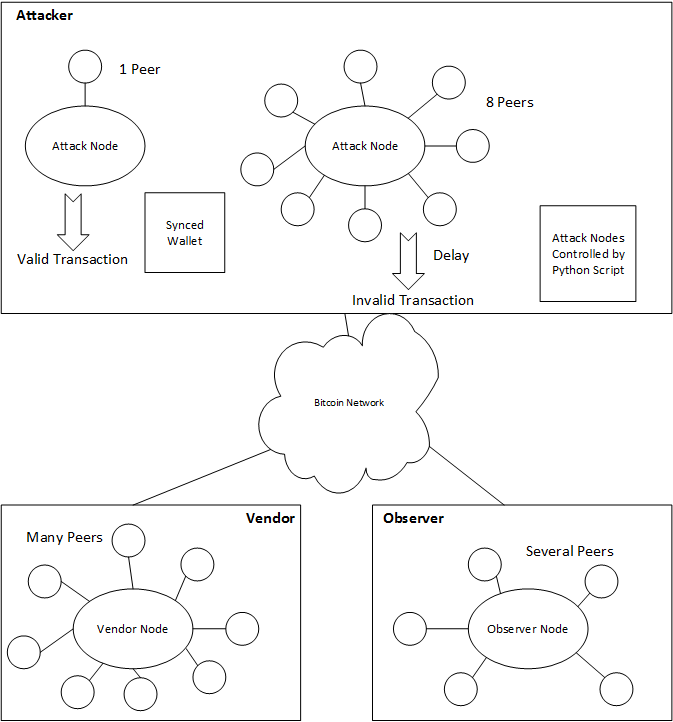 Attacker
1 Peer
8 Peers
Attack Node
Attack Node
Synced
Wallet
Attack Nodes
Controlled by
Python Script
Valid Transaction
Delay
Invalid Transaction
Bitcoin Network
Vendor
Many Peers
Vendor Node
Observer
Several Peers
Observer Node